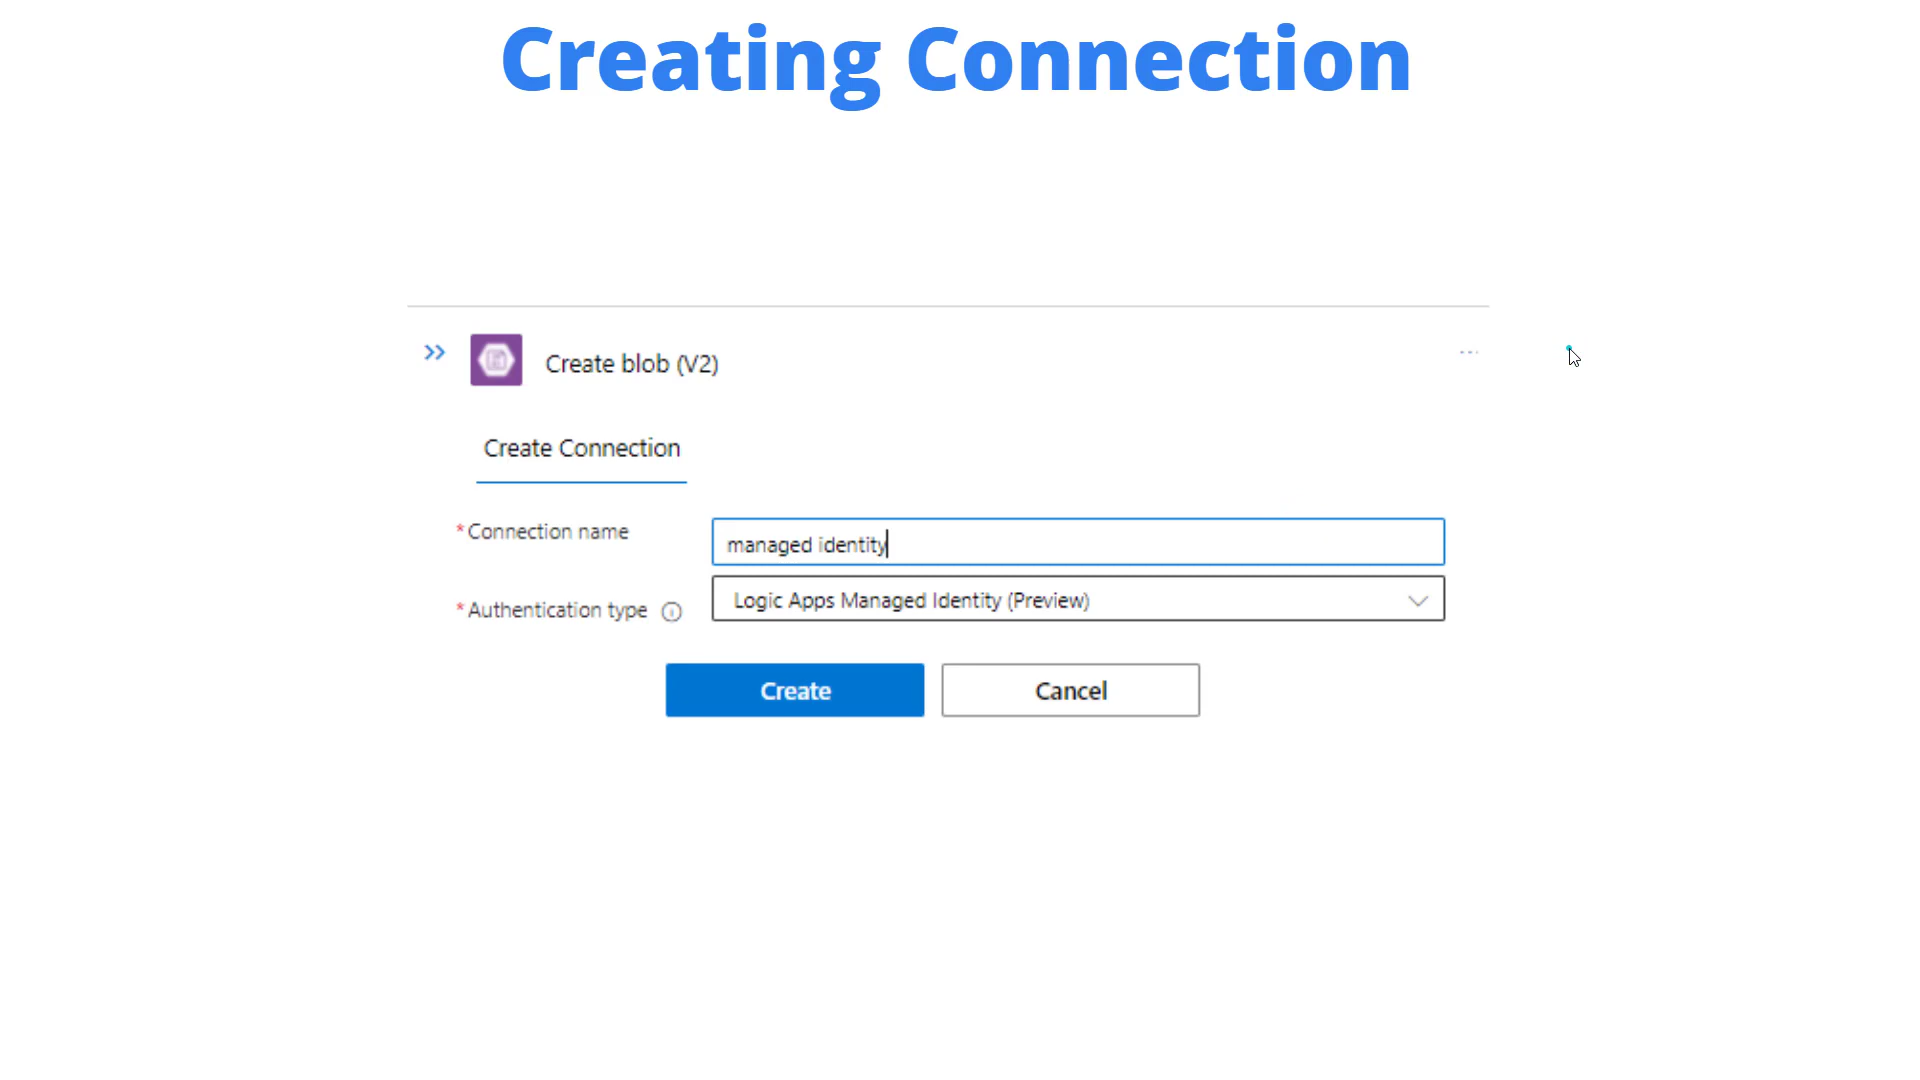 Creating Connection
Create blob (V2)
Create Connection
*Connection name
managed identity
*Authentication type
Logic Apps Managed Identity (Preview)
Create
Cancel